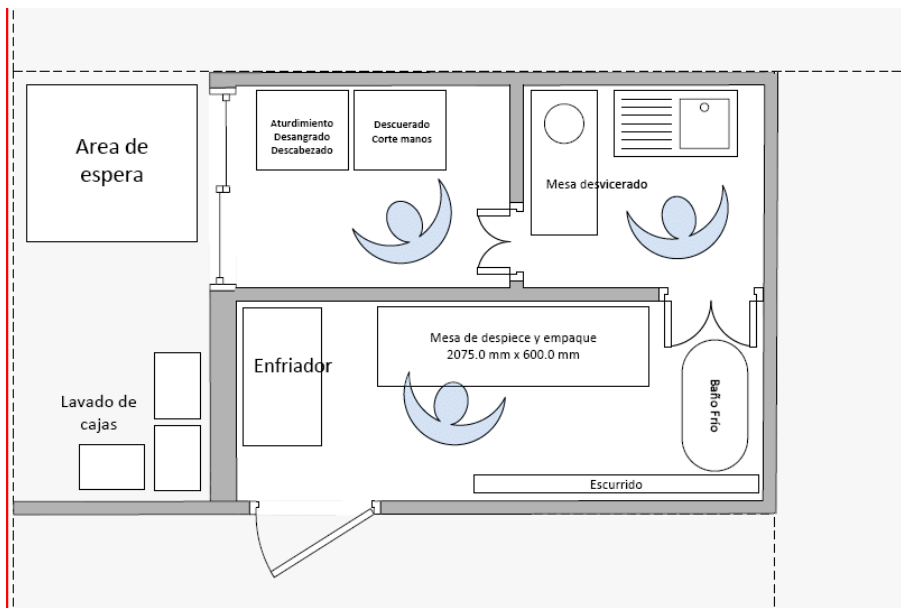 Area de
espera
Aturdimiento
Desangrado
Descabezado
Descuerado
Corte manos
Mesa desvicerado
Enfriador
Mesa de despiece y empaque
2075.0 mm x 600.0 mm
Baño Frío
Lavado de
cajas
Escurrido